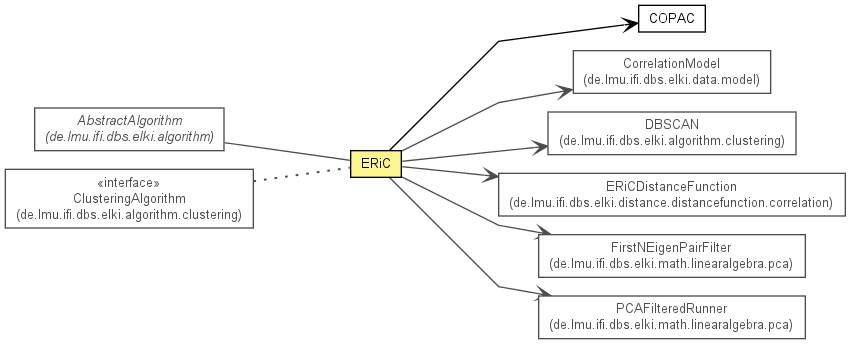 AbstractAlgorithm
(de.lmu.ifi.dbs.elki.algorithm)
«interface»
ClusteringAlgorithm
(de.lmu.ifi.dbs.elki.algorithm.clustering)
ERiC
COPAC
CorrelationModel
(de.lmu.ifi.dbs.elki.data.model)
DBSCAN
(de.lmu.ifi.dbs.elki.algorithm.clustering)
ERiCDistanceFunction
(de.lmu.ifi.dbs.elki.distance.distancefunction.correlation)
FirstNEigenPairFilter
(de.lmu.ifi.dbs.elki.math.linearalgebra.pca)
PCAFilteredRunner
(de.lmu.ifi.dbs.elki.math.linearalgebra.pca)